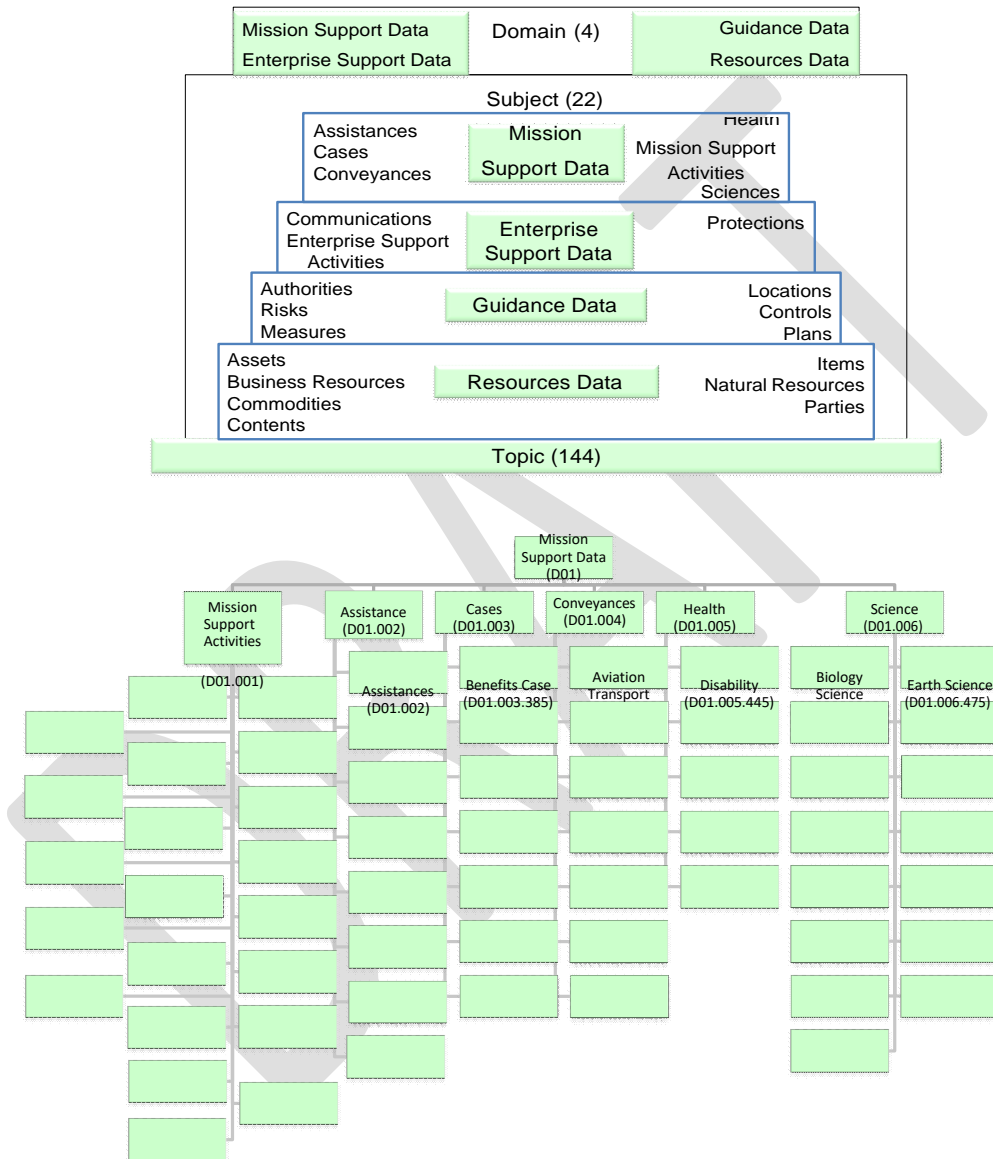 Mission Support Data
Enterprise Support Data
Domain (4)
Guidance Data
Resources Data
Subject (22)
Assistances
Cases
Conveyances
Mission
Support Data
Health
Mission Support
Activities
Sciences
Communications
Enterprise Support
Activities
Enterprise
Support Data
Protections
Authorities
Risks
Measures
Guidance Data
Locations
Controls
Plans
Assets
Business Resources
Commodities
Contents
Resources Data
Items
Natural Resources
Parties
Topic (144)
Mission
Support Data
(D01)
Mission
Support
Activities
(D01.001)
Assistance
(D01.002)
Cases
(D01.003)
Conveyances
(D01.004)
Health
(D01.005)
Science
(D01.006)
Assistances
(D01.002)
Benefits Case
(D01.003.385)
Aviation
Transport
Disability
(D01.005.445)
Biology
Science
Earth Science
(D01.006.475)
DRAFT